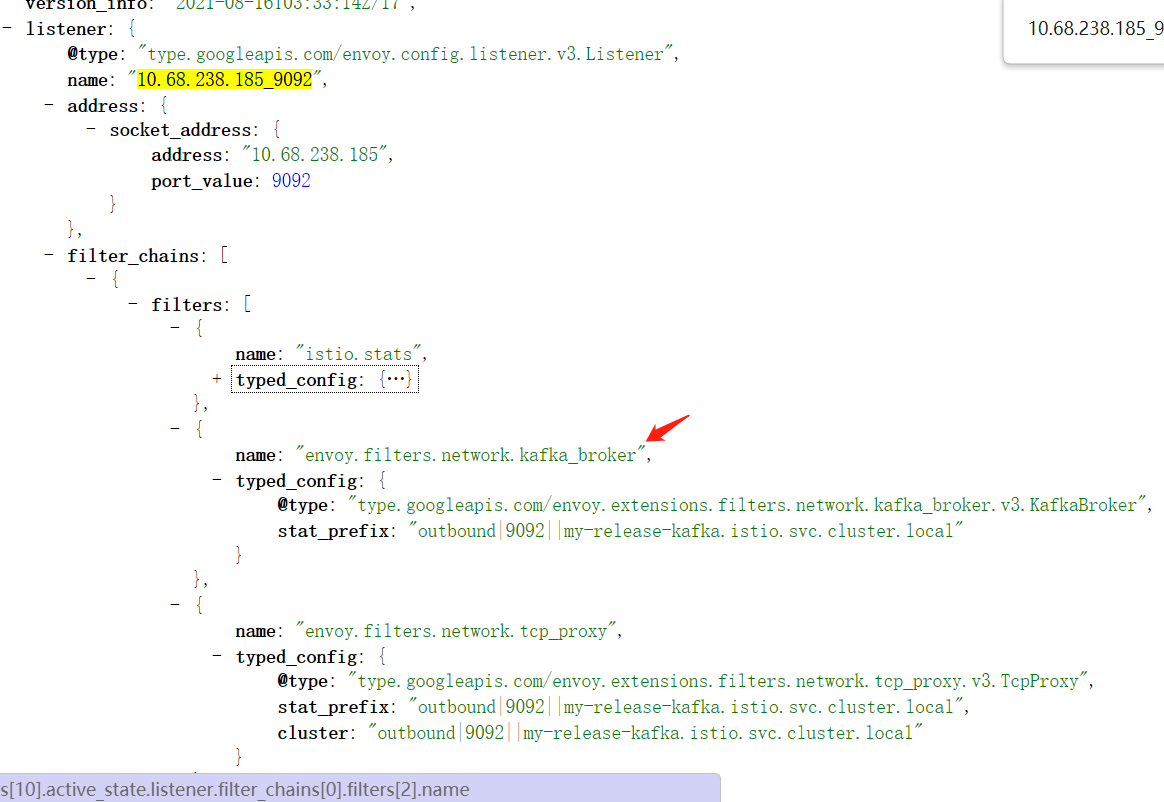 version_info: "2021-08-16T03:33:14Z/17",
10.68.238.185_9
- listener: {
@type: "type.googleapis.com/envoy.config.listener.v3.Listener",
name: "10.68.238.185_9092",
- address: {
- socket_address: {
address: "10.68.238.185",
port_value: 9092
}
},
- filter_chains: [
- {
- filters: [
- {
name: "istio.stats",
+ typed_config: {…}
},
- {
name: "envoy.filters.network.kafka_broker",
- typed_config: {
@type: "type.googleapis.com/envoy.extensions.filters.network.kafka_broker.v3.KafkaBroker",
stat_prefix: "outbound|9092||my-release-kafka.istio.svc.cluster.local"
}
},
- {
name: "envoy.filters.network.tcp_proxy",
- typed_config: {
@type: "type.googleapis.com/envoy.extensions.filters.network.tcp_proxy.v3.TcpProxy",
stat_prefix: "outbound|9092||my-release-kafka.istio.svc.cluster.local",
cluster: "outbound|9092||my-release-kafka.istio.svc.cluster.local"
}
s[10].active_state.listener.filter_chains[0].filters[2].name